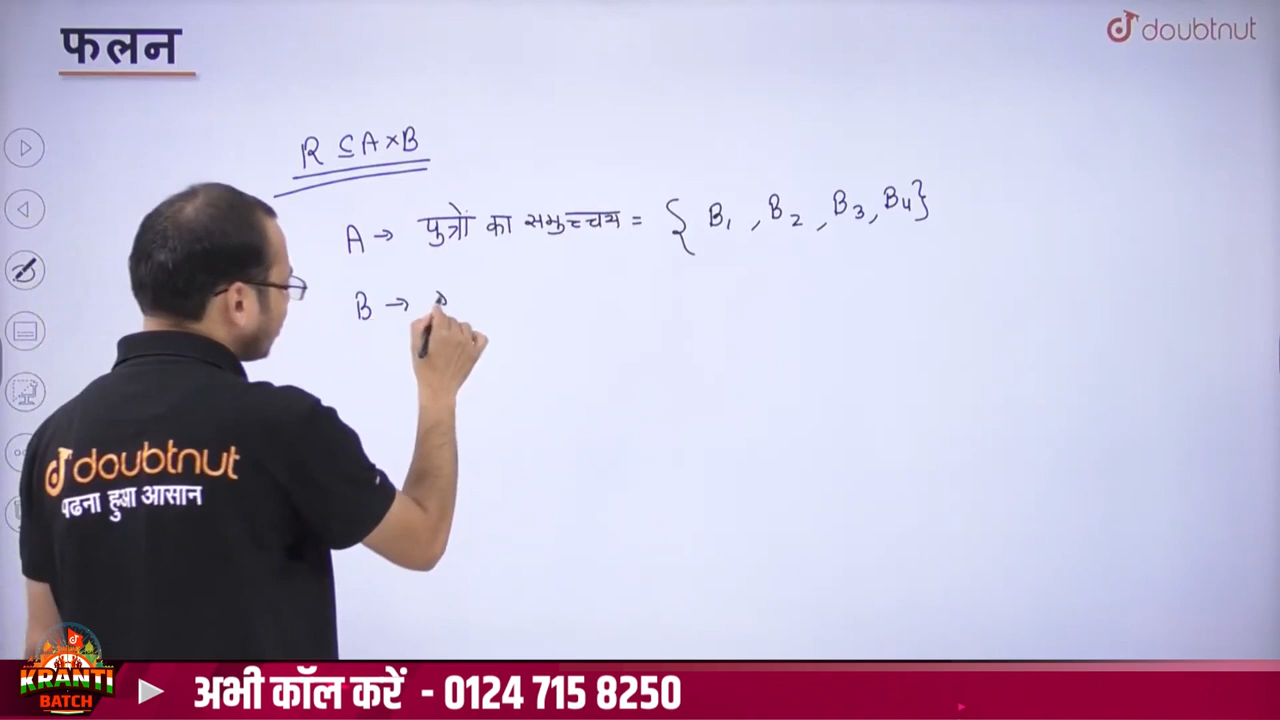 फलन
doubtnut
R ⊆ A × B
A → पुत्रों का समुच्चय = { B₁ , B₂ , B₃ , B₄ }
B →
doubtnut
पढना हुआ आसान
KRANTI
BATCH
अभी कॉल करें - 0124 715 8250